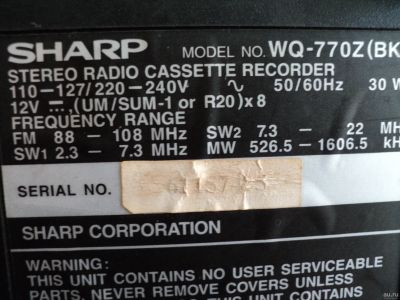 SHARP MODEL NO. WQ-770Z(BK
STEREO RADIO CASSETTE RECORDER
110-127/220-240V ∿ 50/60Hz 30 W
12V ⎓ (UM/SUM-1 or R20)x8
FREQUENCY RANGE
FM 88 - 108 MHz SW2 7.3 - 22 MH
SW1 2.3 - 7.3 MHz MW 526.5-1606.5 kH
SERIAL NO.
SHARP CORPORATION
WARNING:
THIS UNIT CONTAINS NO USER SERVICEABLE
PARTS. NEVER REMOVE COVERS UNLESS
au.ru